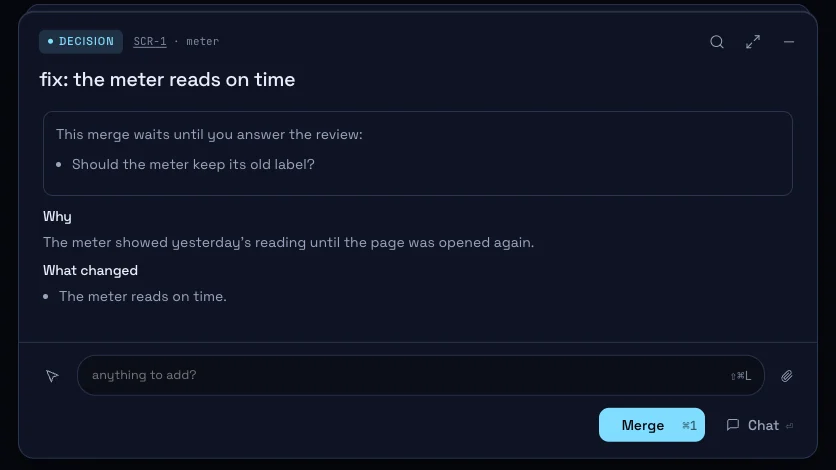 DECISION SCR-1 · meter
fix: the meter reads on time
This merge waits until you answer the review:
• Should the meter keep its old label?
Why
The meter showed yesterday's reading until the page was opened again.
What changed
• The meter reads on time.
anything to add? ⇧⌘L
Merge ⌘1 Chat ⏎